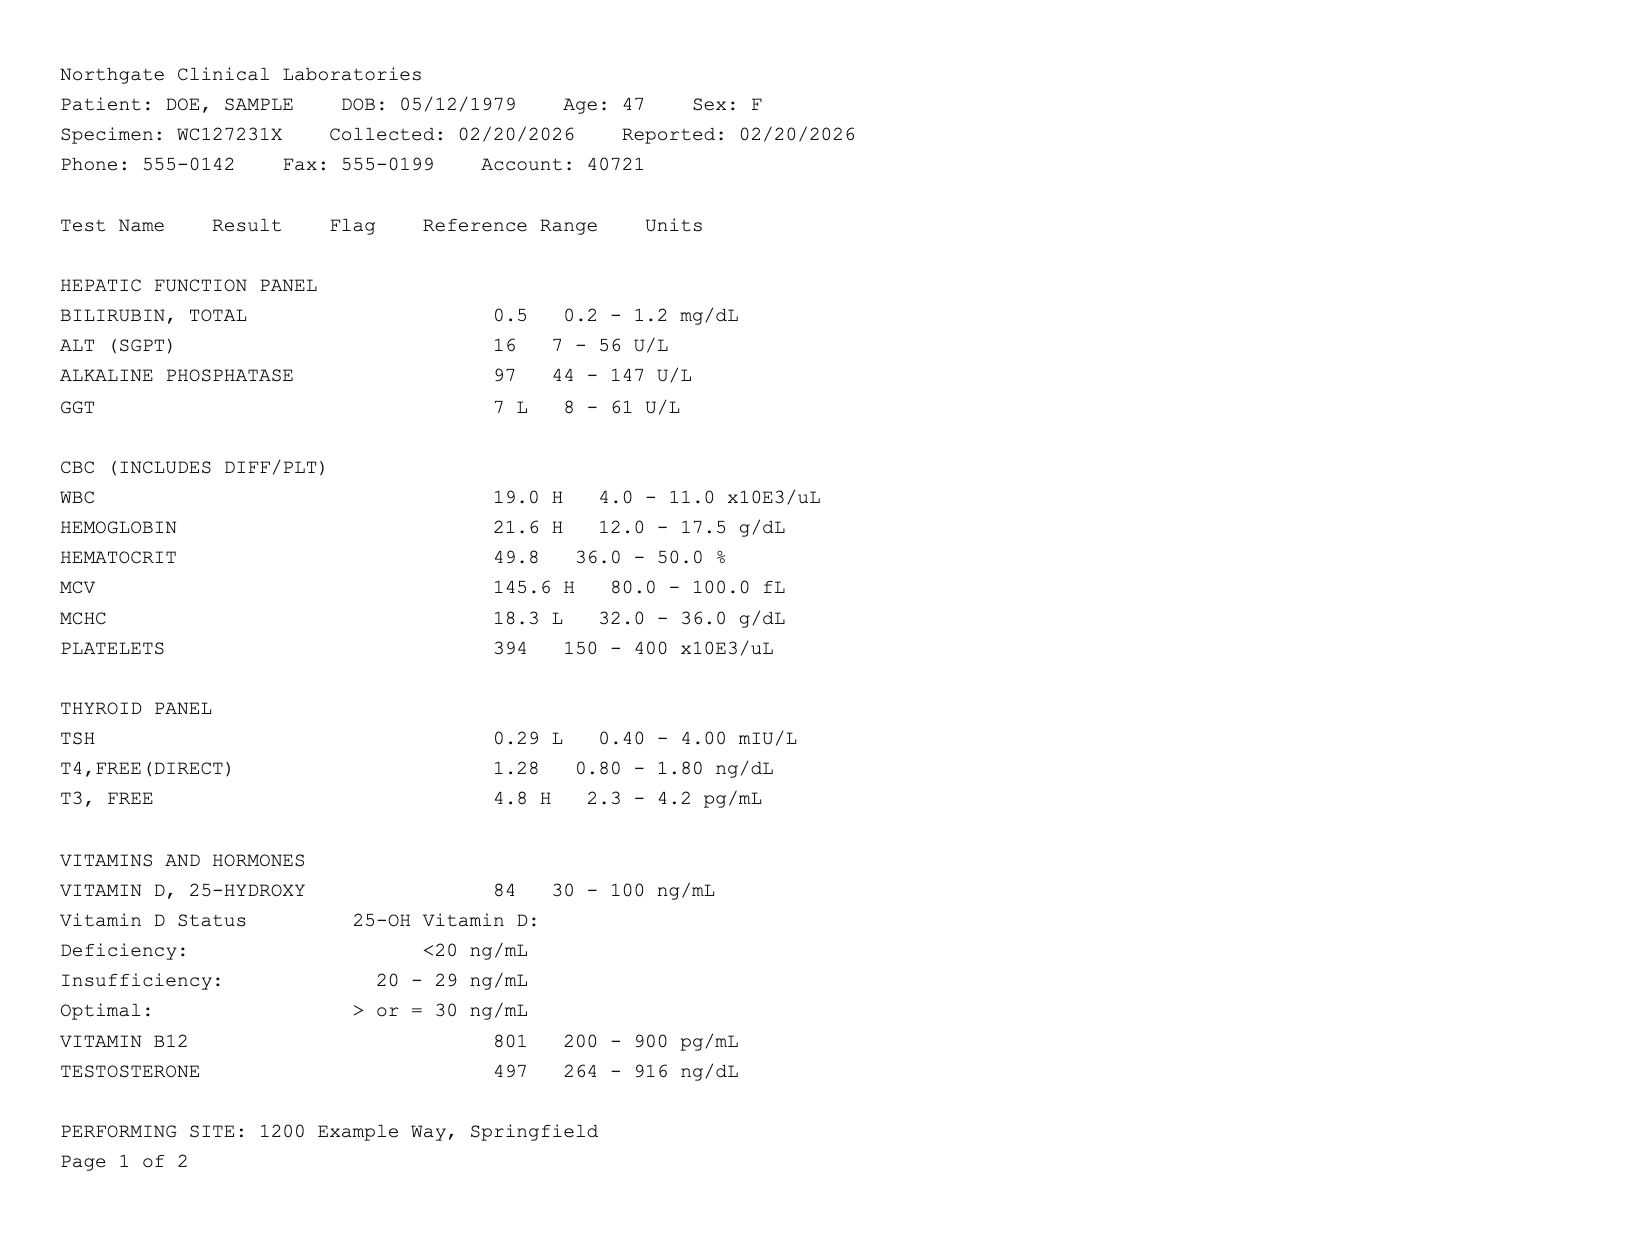 Northgate Clinical Laboratories
Patient: DOE, SAMPLE    DOB: 05/12/1979    Age: 47    Sex: F
Specimen: WC127231X    Collected: 02/20/2026    Reported: 02/20/2026
Phone: 555-0142    Fax: 555-0199    Account: 40721
Test Name    Result    Flag    Reference Range    Units
HEPATIC FUNCTION PANEL
BILIRUBIN, TOTAL                     0.5   0.2 - 1.2 mg/dL
ALT (SGPT)                           16   7 - 56 U/L
ALKALINE PHOSPHATASE                 97   44 - 147 U/L
GGT                                  7 L   8 - 61 U/L
CBC (INCLUDES DIFF/PLT)
WBC                                  19.0 H   4.0 - 11.0 x10E3/uL
HEMOGLOBIN                           21.6 H   12.0 - 17.5 g/dL
HEMATOCRIT                           49.8   36.0 - 50.0 %
MCV                                  145.6 H   80.0 - 100.0 fL
MCHC                                 18.3 L   32.0 - 36.0 g/dL
PLATELETS                            394   150 - 400 x10E3/uL
THYROID PANEL
TSH                                  0.29 L   0.40 - 4.00 mIU/L
T4,FREE(DIRECT)                      1.28   0.80 - 1.80 ng/dL
T3, FREE                             4.8 H   2.3 - 4.2 pg/mL
VITAMINS AND HORMONES
VITAMIN D, 25-HYDROXY                84   30 - 100 ng/mL
Vitamin D Status         25-OH Vitamin D:
Deficiency:                    <20 ng/mL
Insufficiency:             20 - 29 ng/mL
Optimal:                 > or = 30 ng/mL
VITAMIN B12                          801   200 - 900 pg/mL
TESTOSTERONE                         497   264 - 916 ng/dL
PERFORMING SITE: 1200 Example Way, Springfield
Page 1 of 2